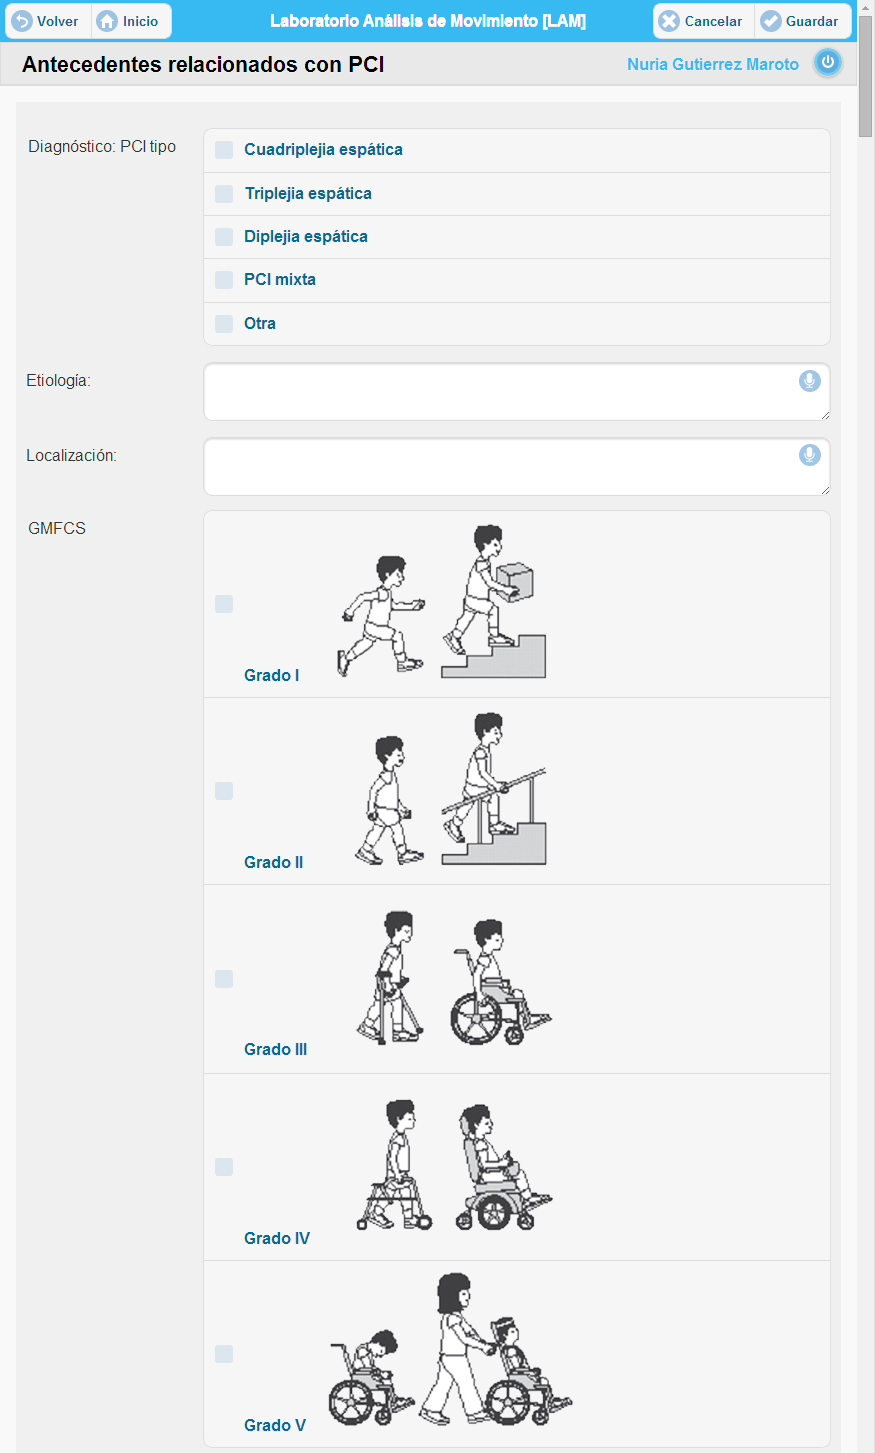 Volver Inicio Laboratorio Análisis de Movimiento [LAM] Cancelar Guardar
Antecedentes relacionados con PCI Nuria Gutierrez Maroto
Diagnóstico: PCI tipo
Cuadriplejia espática
Triplejia espática
Diplejia espática
PCI mixta
Otra
Etiología:
Localización:
GMFCS
Grado I
Grado II
Grado III
Grado IV
Grado V